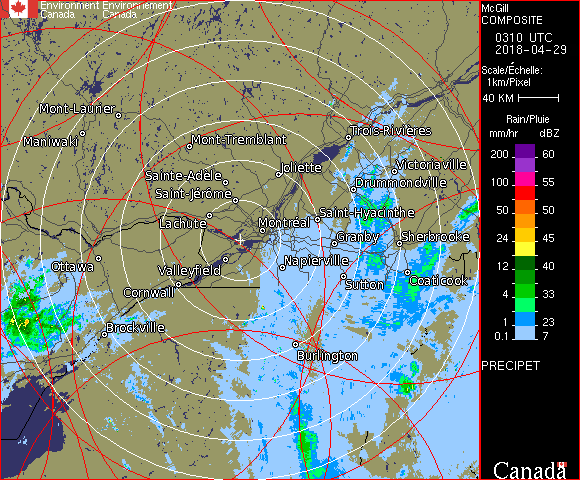 Environment Environnement
Canada Canada
McGill
COMPOSITE
0310 UTC
2018-04-29
Scale/Échelle:
1km/Pixel
40 KM
Rain/Pluie
mm/hr dBZ
200 60
100 55
50 50
24 45
12 40
4 33
1 23
0.1 7
PRECIPET
Canada
Mont-Laurier
Maniwaki
Mont-Tremblant
Trois-Rivières
Sainte-Adèle
Joliette
Victoriaville
Saint-Jérôme
Drummondville
Lachute
Montréal
Saint-Hyacinthe
Granby
Sherbrooke
Ottawa
Valleyfield
Napierville
Cornwall
Sutton
Coaticook
Brockville
Burlington